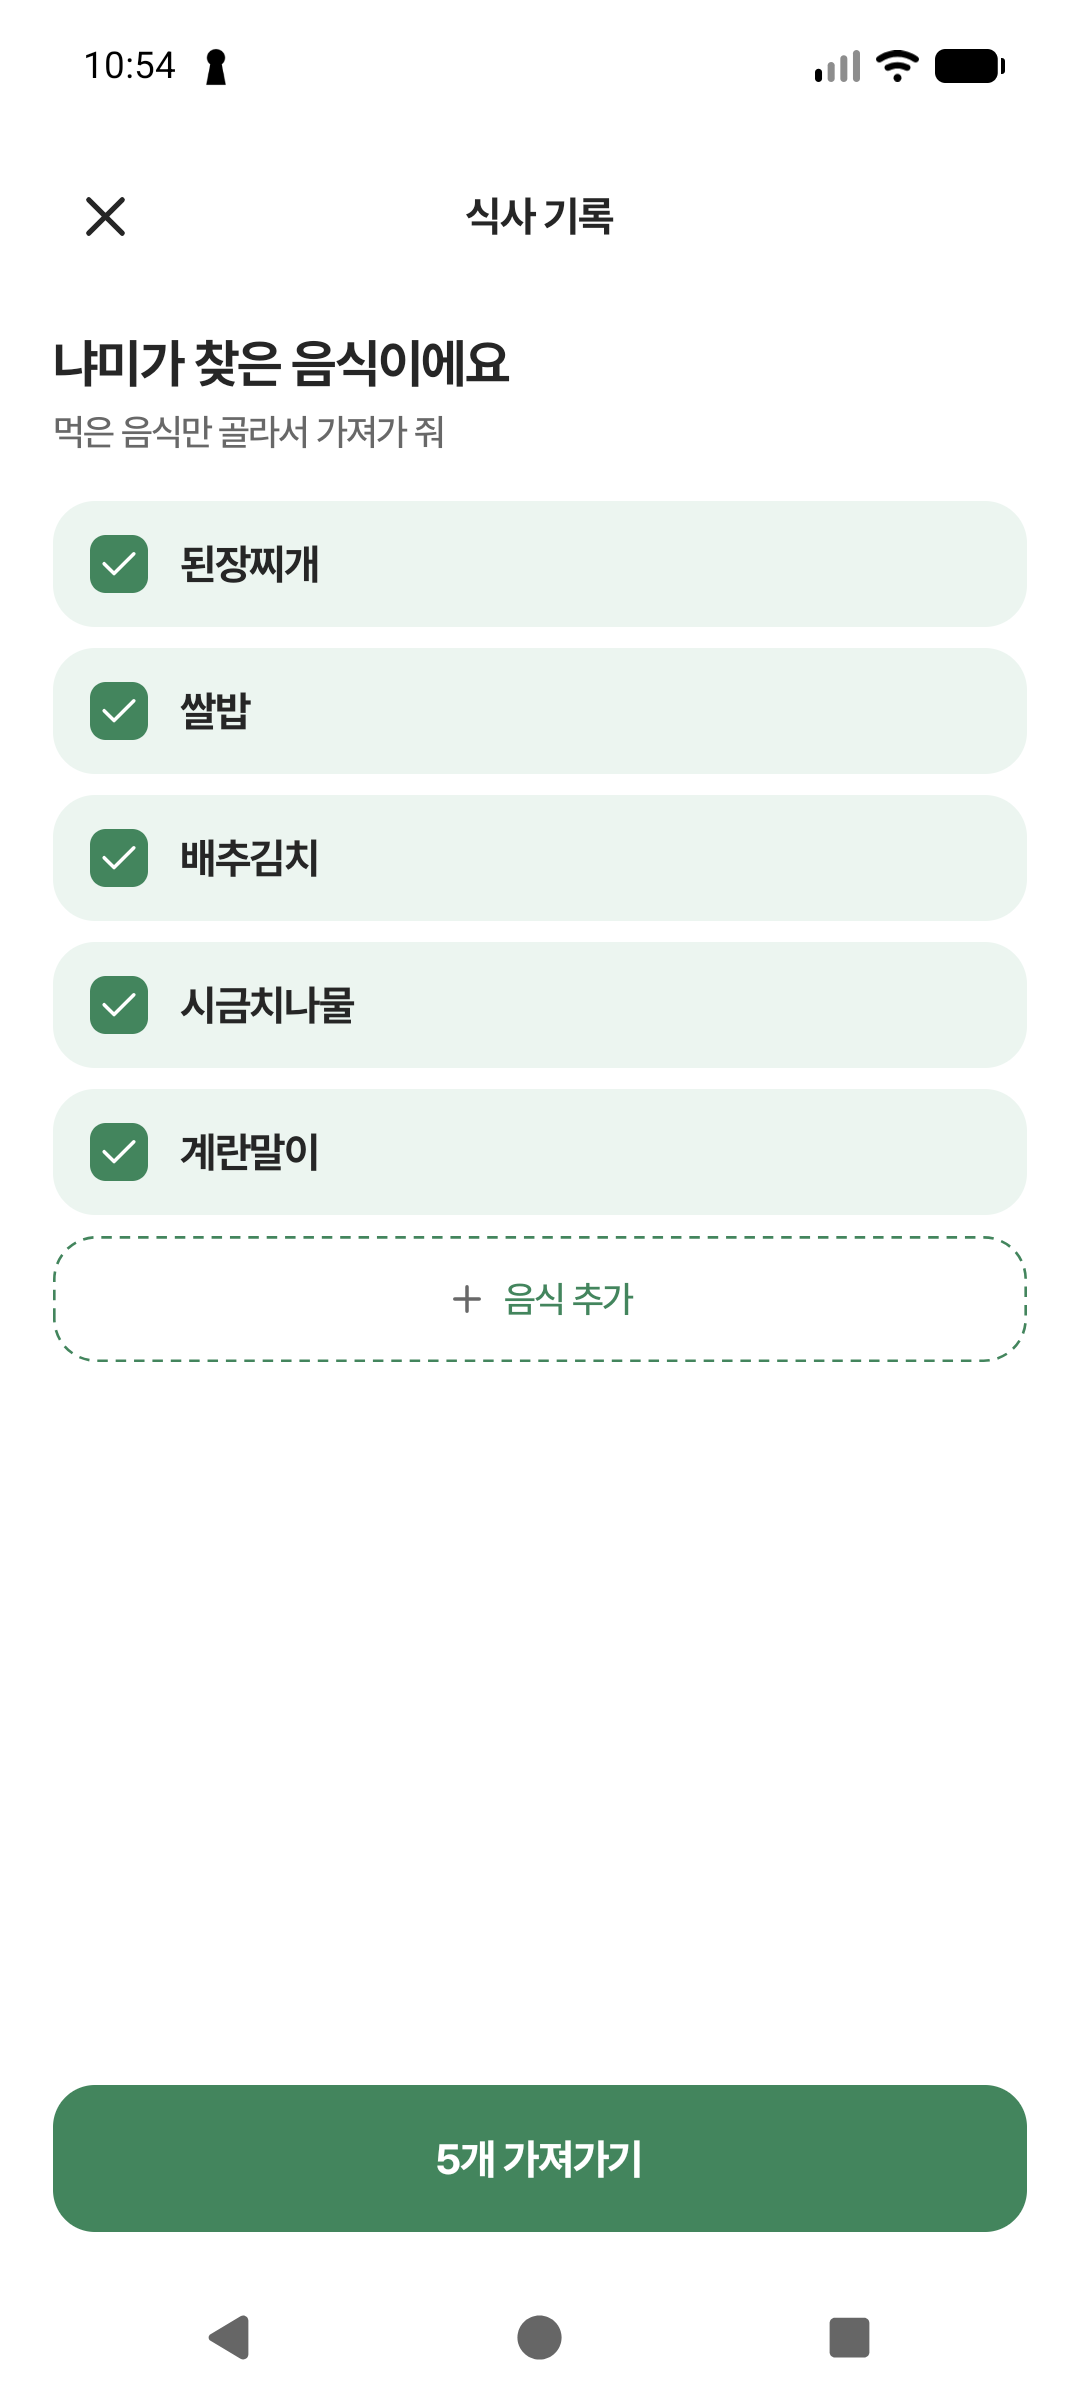 10:54
식사 기록
냐미가 찾은 음식이에요
먹은 음식만 골라서 가져가 줘
된장찌개
쌀밥
배추김치
시금치나물
계란말이
음식 추가
5개 가져가기